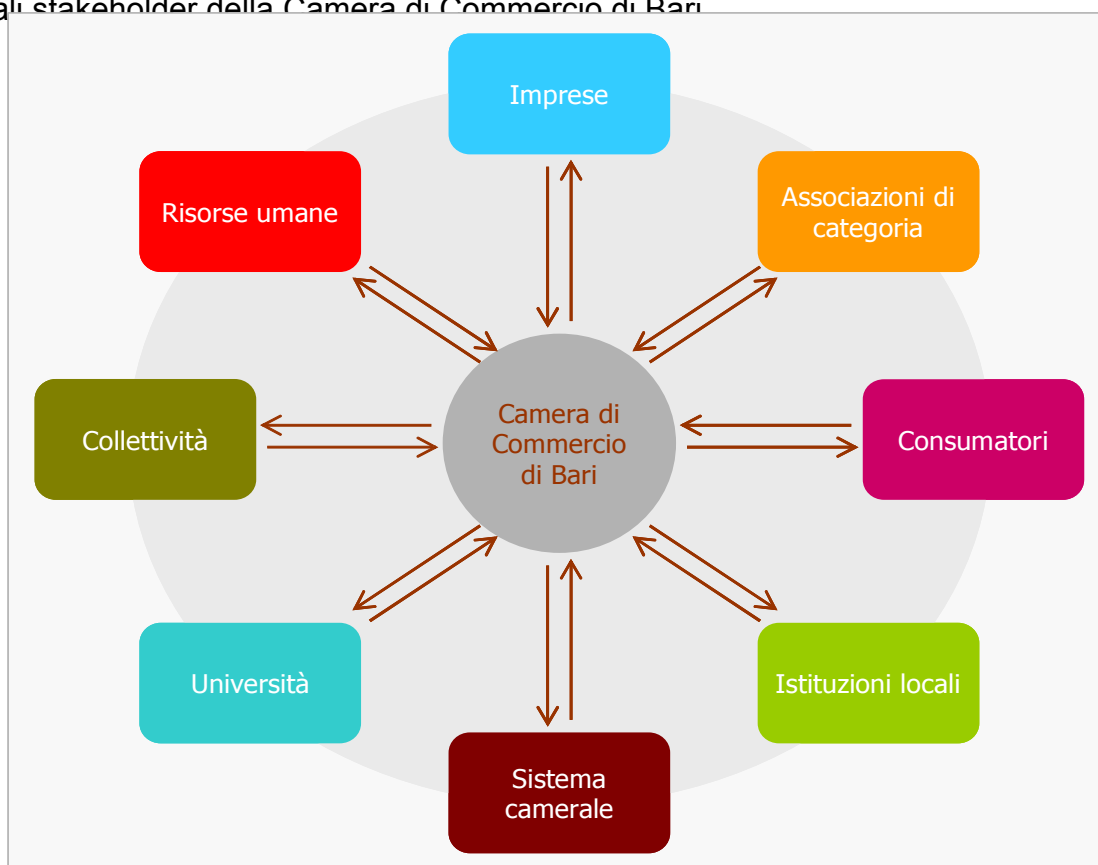 stakeholder della Camera di Commercio di Bari
Imprese
Risorse umane
Associazioni di
categoria
Camera di
Commercio
di Bari
Collettività
Consumatori
Università
Istituzioni locali
Sistema
camerale